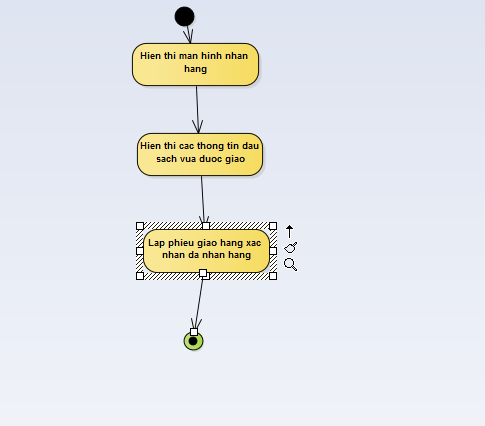 Hien thi man hinh nhan
hang
Hien thi cac thong tin dau
sach vua duoc giao
Lap phieu giao hang xac
nhan da nhan hang